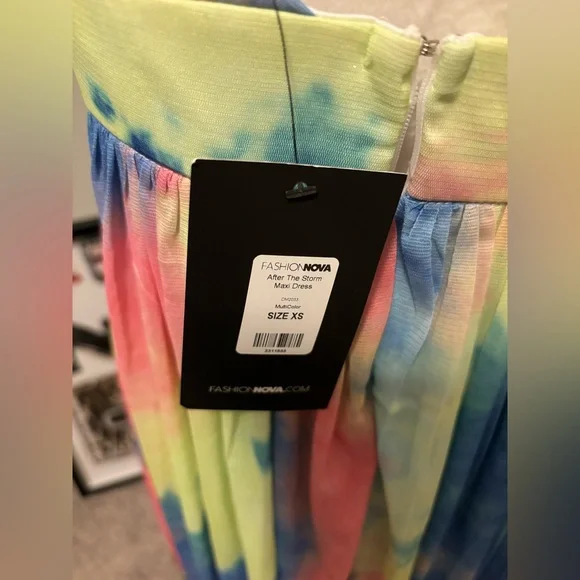 FASHIONNOVA
After The Storm
Maxi Dress
MultiColor
SIZE XS
FASHIONNOVA.COM